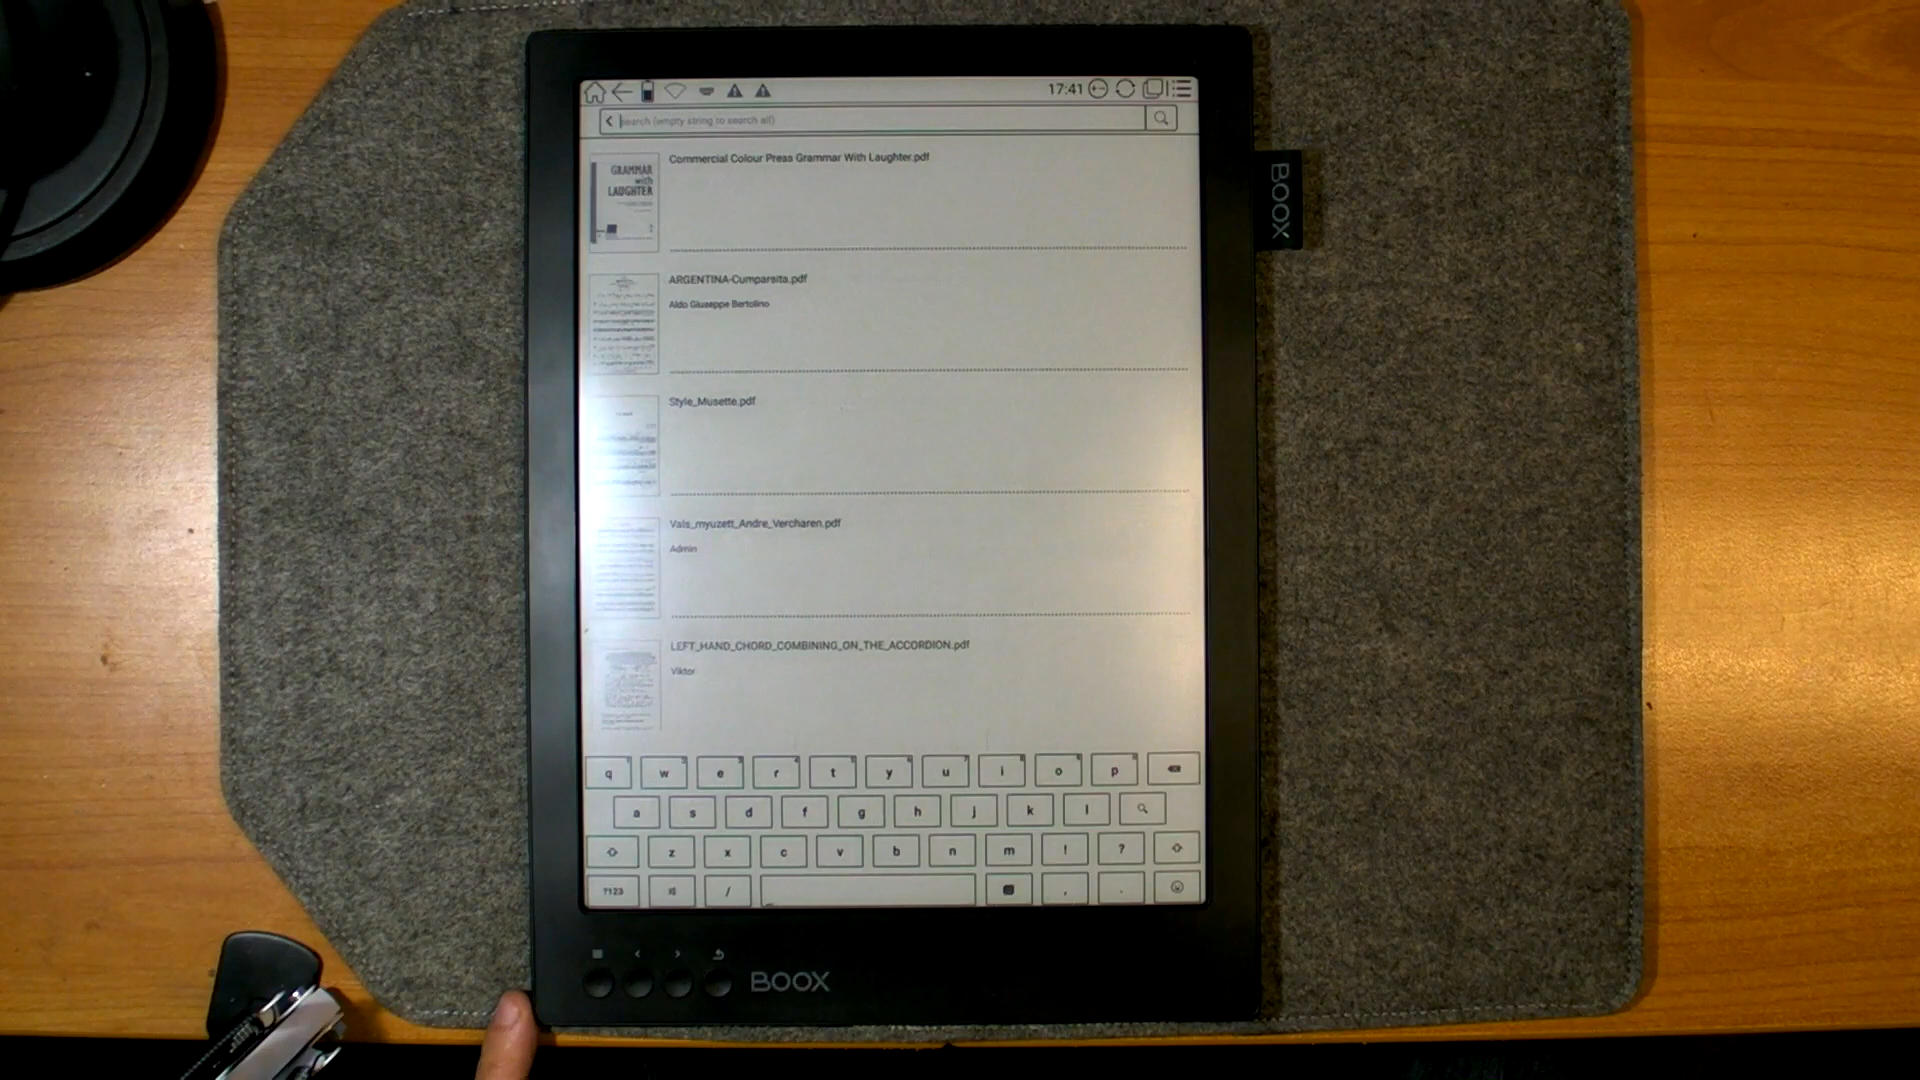 17:41
search (empty string to search all)
GRAMMAR
with
LAUGHTER
Commercial Colour Press Grammar With Laughter.pdf
ARGENTINA-Cumparsita.pdf
Aldo Giuseppe Bertolino
Style_Musette.pdf
Vals_myuzett_Andre_Vercharen.pdf
Admin
LEFT_HAND_CHORD_COMBINING_ON_THE_ACCORDION.pdf
Viktor
q w e r t y u i o p
a s d f g h j k l
z x c v b n m ! ?
?123 / , .
BOOX
BOOX